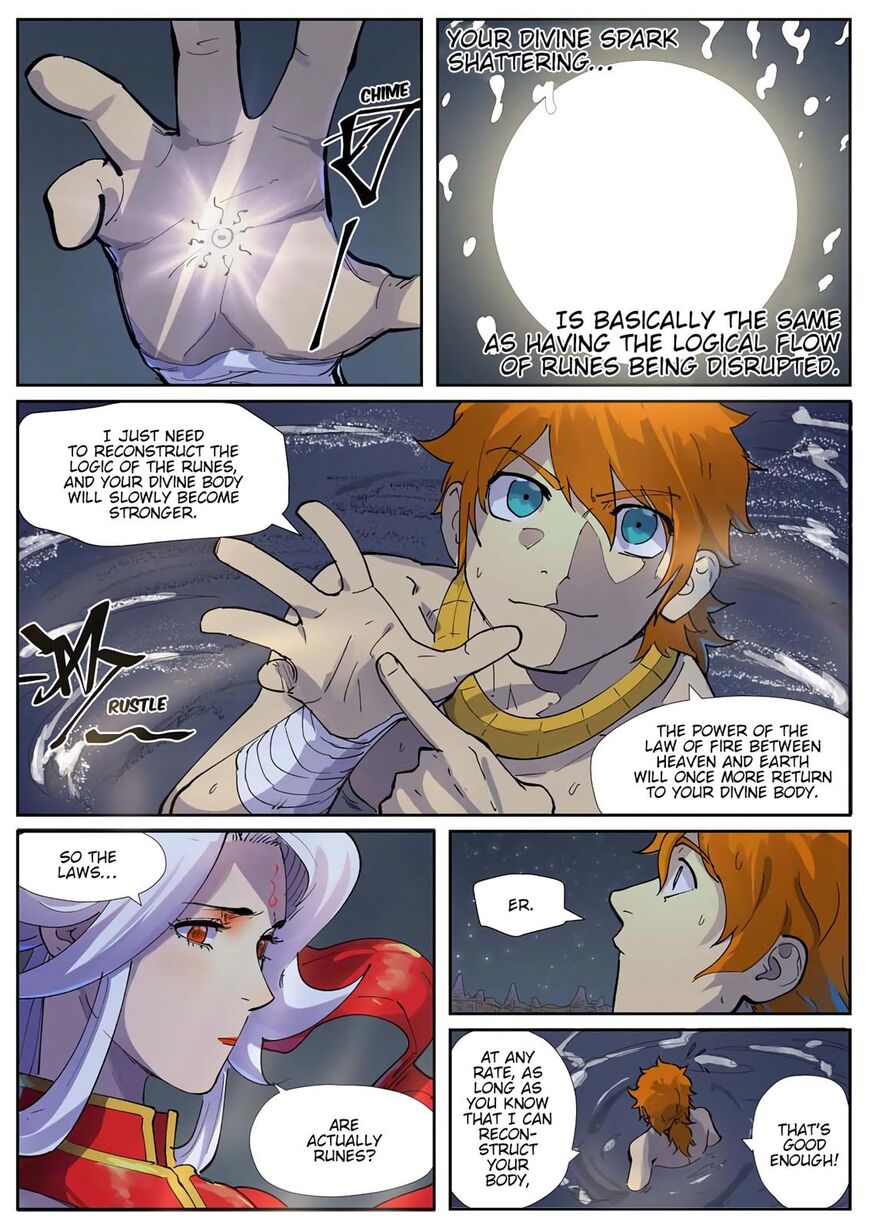 CHIME
YOUR DIVINE SPARK
SHATTERING...
IS BASICALLY THE SAME
AS HAVING THE LOGICAL FLOW
OF RUNES BEING DISRUPTED.
I JUST NEED
TO RECONSTRUCT THE
LOGIC OF THE RUNES,
AND YOUR DIVINE BODY
WILL SLOWLY BECOME
STRONGER.
RUSTLE
THE POWER OF THE
LAW OF FIRE BETWEEN
HEAVEN AND EARTH
WILL ONCE MORE RETURN
TO YOUR DIVINE BODY.
SO THE
LAWS...
ARE
ACTUALLY
RUNES?
ER.
AT ANY
RATE, AS
LONG AS
YOU KNOW
THAT I CAN
RECON-
STRUCT
YOUR
BODY,
THAT'S
GOOD
ENOUGH!